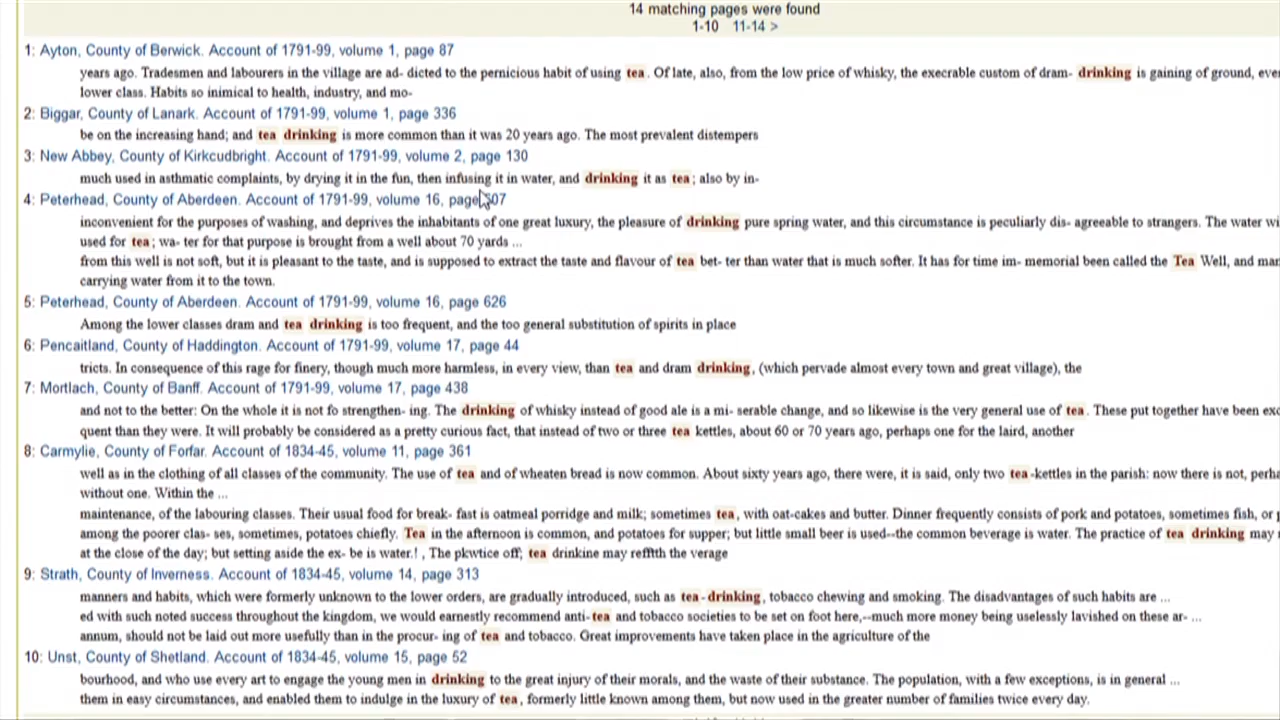 14 matching pages were found
1-10 11-14 >
1: Ayton, County of Berwick. Account of 1791-99, volume 1, page 87
years ago. Tradesmen and labourers in the village are ad- dicted to the pernicious habit of using tea. Of late, also, from the low price of whisky, the execrable custom of dram- drinking is gaining of ground,
lower class. Habits so inimical to health, industry, and mo-
2: Biggar, County of Lanark. Account of 1791-99, volume 1, page 336
be on the increasing hand; and tea drinking is more common than it was 20 years ago. The most prevalent distempers
3: New Abbey, County of Kirkcudbright. Account of 1791-99, volume 2, page 130
much used in asthmatic complaints, by drying it in the fun, then infusing it in water, and drinking it as tea; also by in-
4: Peterhead, County of Aberdeen. Account of 1791-99, volume 16, page
inconvenient for the purposes of washing, and deprives the inhabitants of one great luxury, the pleasure of drinking pure spring water, and this circumstance is peculiarly dis- agreeable to strangers. The water
used for tea; wa- ter for that purpose is brought from a well about 70 yards ...
from this well is not soft, but it is pleasant to the taste, and is supposed to extract the taste and flavour of tea bet- ter than water that is much softer. It has for time im- memorial been called the Tea Well, and
carrying water from it to the town.
5: Peterhead, County of Aberdeen. Account of 1791-99, volume 16, page 626
Among the lower classes dram and tea drinking is too frequent, and the too general substitution of spirits in place
6: Pencaitland, County of Haddington. Account of 1791-99, volume 17, page 44
tricts. In consequence of this rage for finery, though much more harmless, in every view, than tea and dram drinking, (which pervade almost every town and great village), the
7: Mortlach, County of Banff. Account of 1791-99, volume 17, page 438
and not to the better: On the whole it is not fo strengthen- ing. The drinking of whisky instead of good ale is a mi- serable change, and so likewise is the very general use of tea. These put together have been
quent than they were. It will probably be considered as a pretty curious fact, that instead of two or three tea kettles, about 60 or 70 years ago, perhaps one for the laird, another
8: Carmylie, County of Forfar. Account of 1834-45, volume 11, page 361
well as in the clothing of all classes of the community. The use of tea and of wheaten bread is now common. About sixty years ago, there were, it is said, only two tea-kettles in the parish: now there is not,
without one. Within the ...
maintenance, of the labouring classes. Their usual food for break- fast is oatmeal porridge and milk; sometimes tea, with oat-cakes and butter. Dinner frequently consists of pork and potatoes, sometimes fish, or
among the poorer clas- ses, sometimes, potatoes chiefly. Tea in the afternoon is common, and potatoes for supper; but little small beer is used--the common beverage is water. The practice of tea drinking may
at the close of the day; but setting aside the ex- be is water.! , The pkwtice off; tea drinkine may reffth the verage
9: Strath, County of Inverness. Account of 1834-45, volume 14, page 313
manners and habits, which were formerly unknown to the lower orders, are gradually introduced, such as tea-drinking, tobacco chewing and smoking. The disadvantages of such habits are ...
ed with such noted success throughout the kingdom, we would earnestly recommend anti-tea and tobacco societies to be set on foot here,--much more money being uselessly lavished on these ar- ...
annum, should not be laid out more usefully than in the procur- ing of tea and tobacco. Great improvements have taken place in the agriculture of the
10: Unst, County of Shetland. Account of 1834-45, volume 15, page 52
bourhood, and who use every art to engage the young men in drinking to the great injury of their morals, and the waste of their substance. The population, with a few exceptions, is in general ...
them in easy circumstances, and enabled them to indulge in the luxury of tea, formerly little known among them, but now used in the greater number of families twice every day.